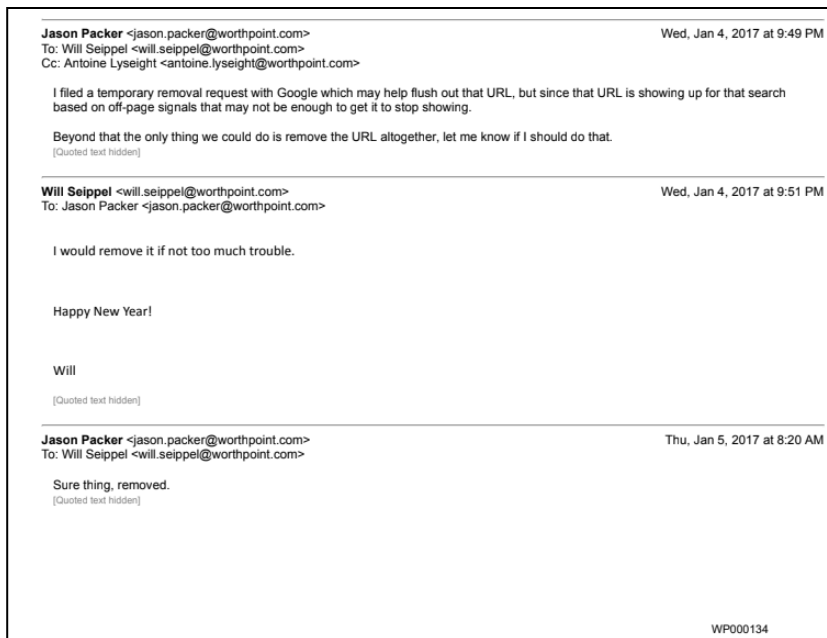 Jason Packer <jason.packer@worthpoint.com> Wed, Jan 4, 2017 at 9:49 PM
To: Will Seippel <will.seippel@worthpoint.com>
Cc: Antoine Lyseight <antoine.lyseight@worthpoint.com>
I filed a temporary removal request with Google which may help flush out that URL, but since that URL is showing up for that search
based on off-page signals that may not be enough to get it to stop showing.
Beyond that the only thing we could do is remove the URL altogether, let me know if I should do that.
[Quoted text hidden]
Will Seippel <will.seippel@worthpoint.com> Wed, Jan 4, 2017 at 9:51 PM
To: Jason Packer <jason.packer@worthpoint.com>
I would remove it if not too much trouble.
Happy New Year!
Will
[Quoted text hidden]
Jason Packer <jason.packer@worthpoint.com> Thu, Jan 5, 2017 at 8:20 AM
To: Will Seippel <will.seippel@worthpoint.com>
Sure thing, removed.
[Quoted text hidden]
WP000134